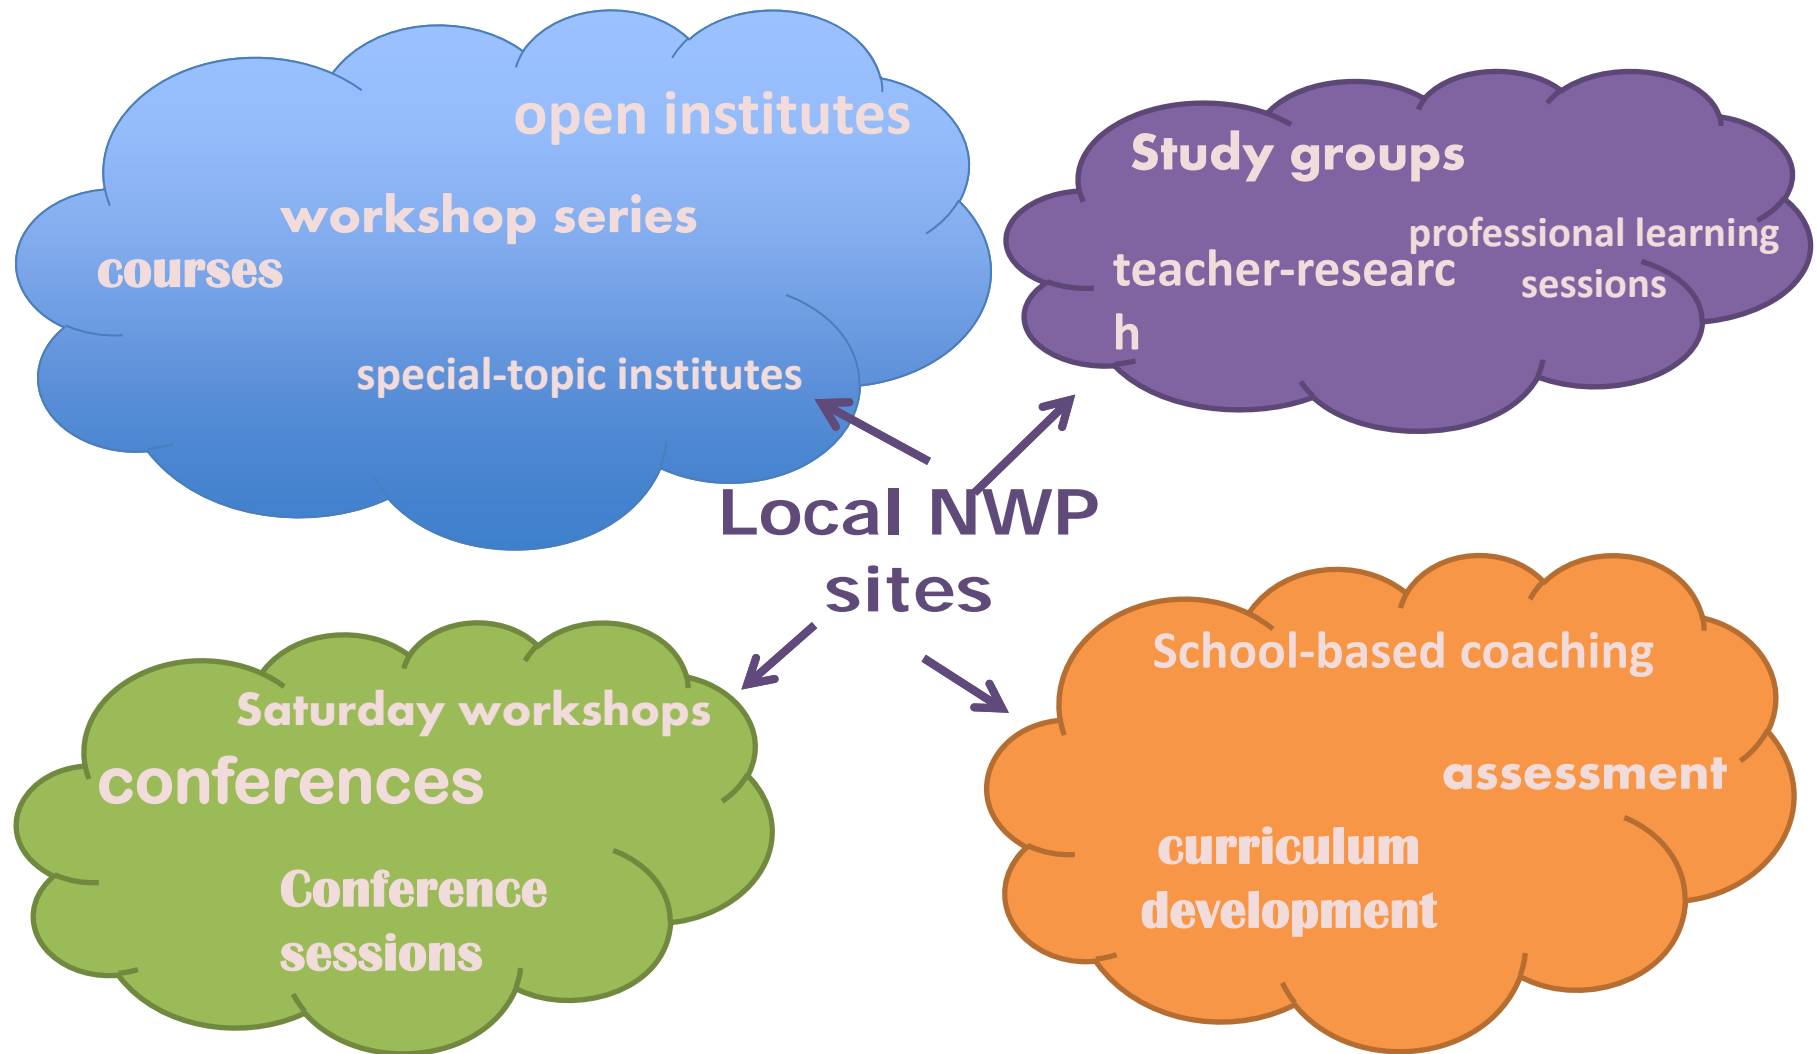 open institutes
workshop series
courses
special-topic institutes
Study groups
professional learning
sessions
teacher-researc
h
Local NWP
sites
Saturday workshops
conferences
Conference
sessions
School-based coaching
assessment
curriculum
development